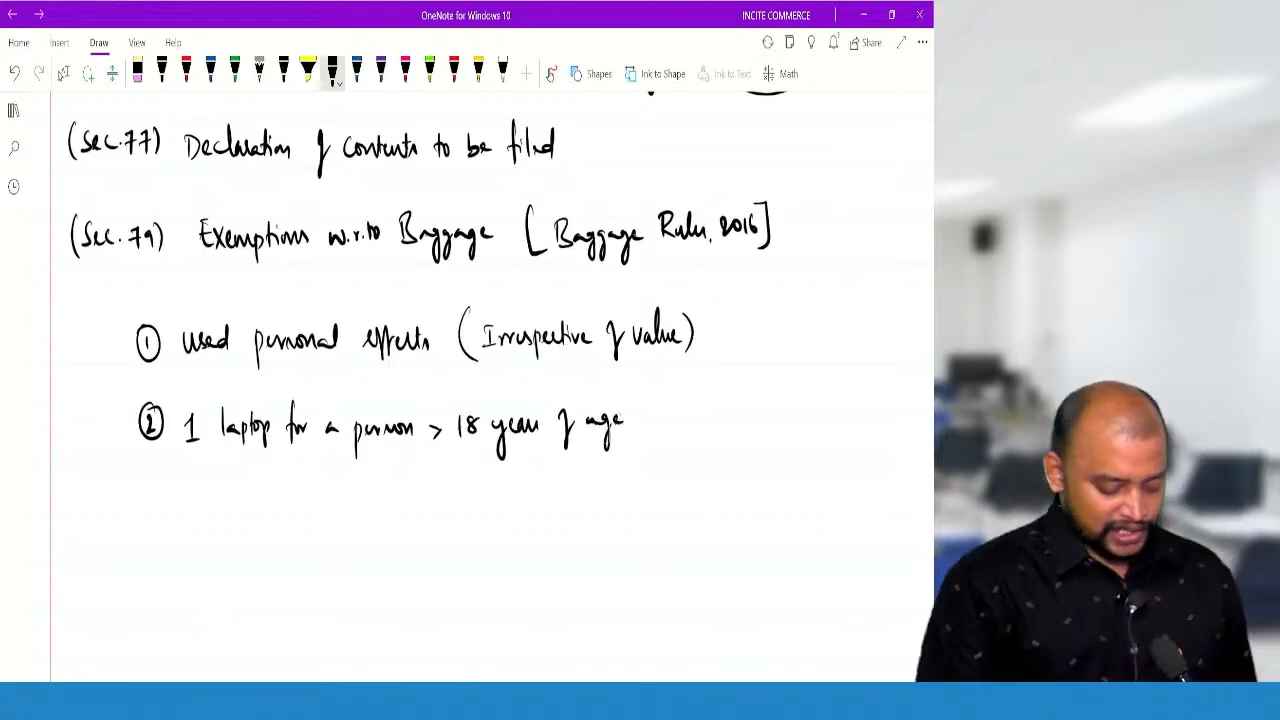 OneNote for Windows 10
INCITE COMMERCE
Home Insert Draw View Help
Share
Shapes Ink to Shape Ink to Text Math
(Sec.77) Declaration of contents to be filed
(Sec.79) Exemptions w.r.to Baggage [Baggage Rules, 2016]
① used personal effects (Irrespective of value)
② 1 laptop for a person > 18 years of age